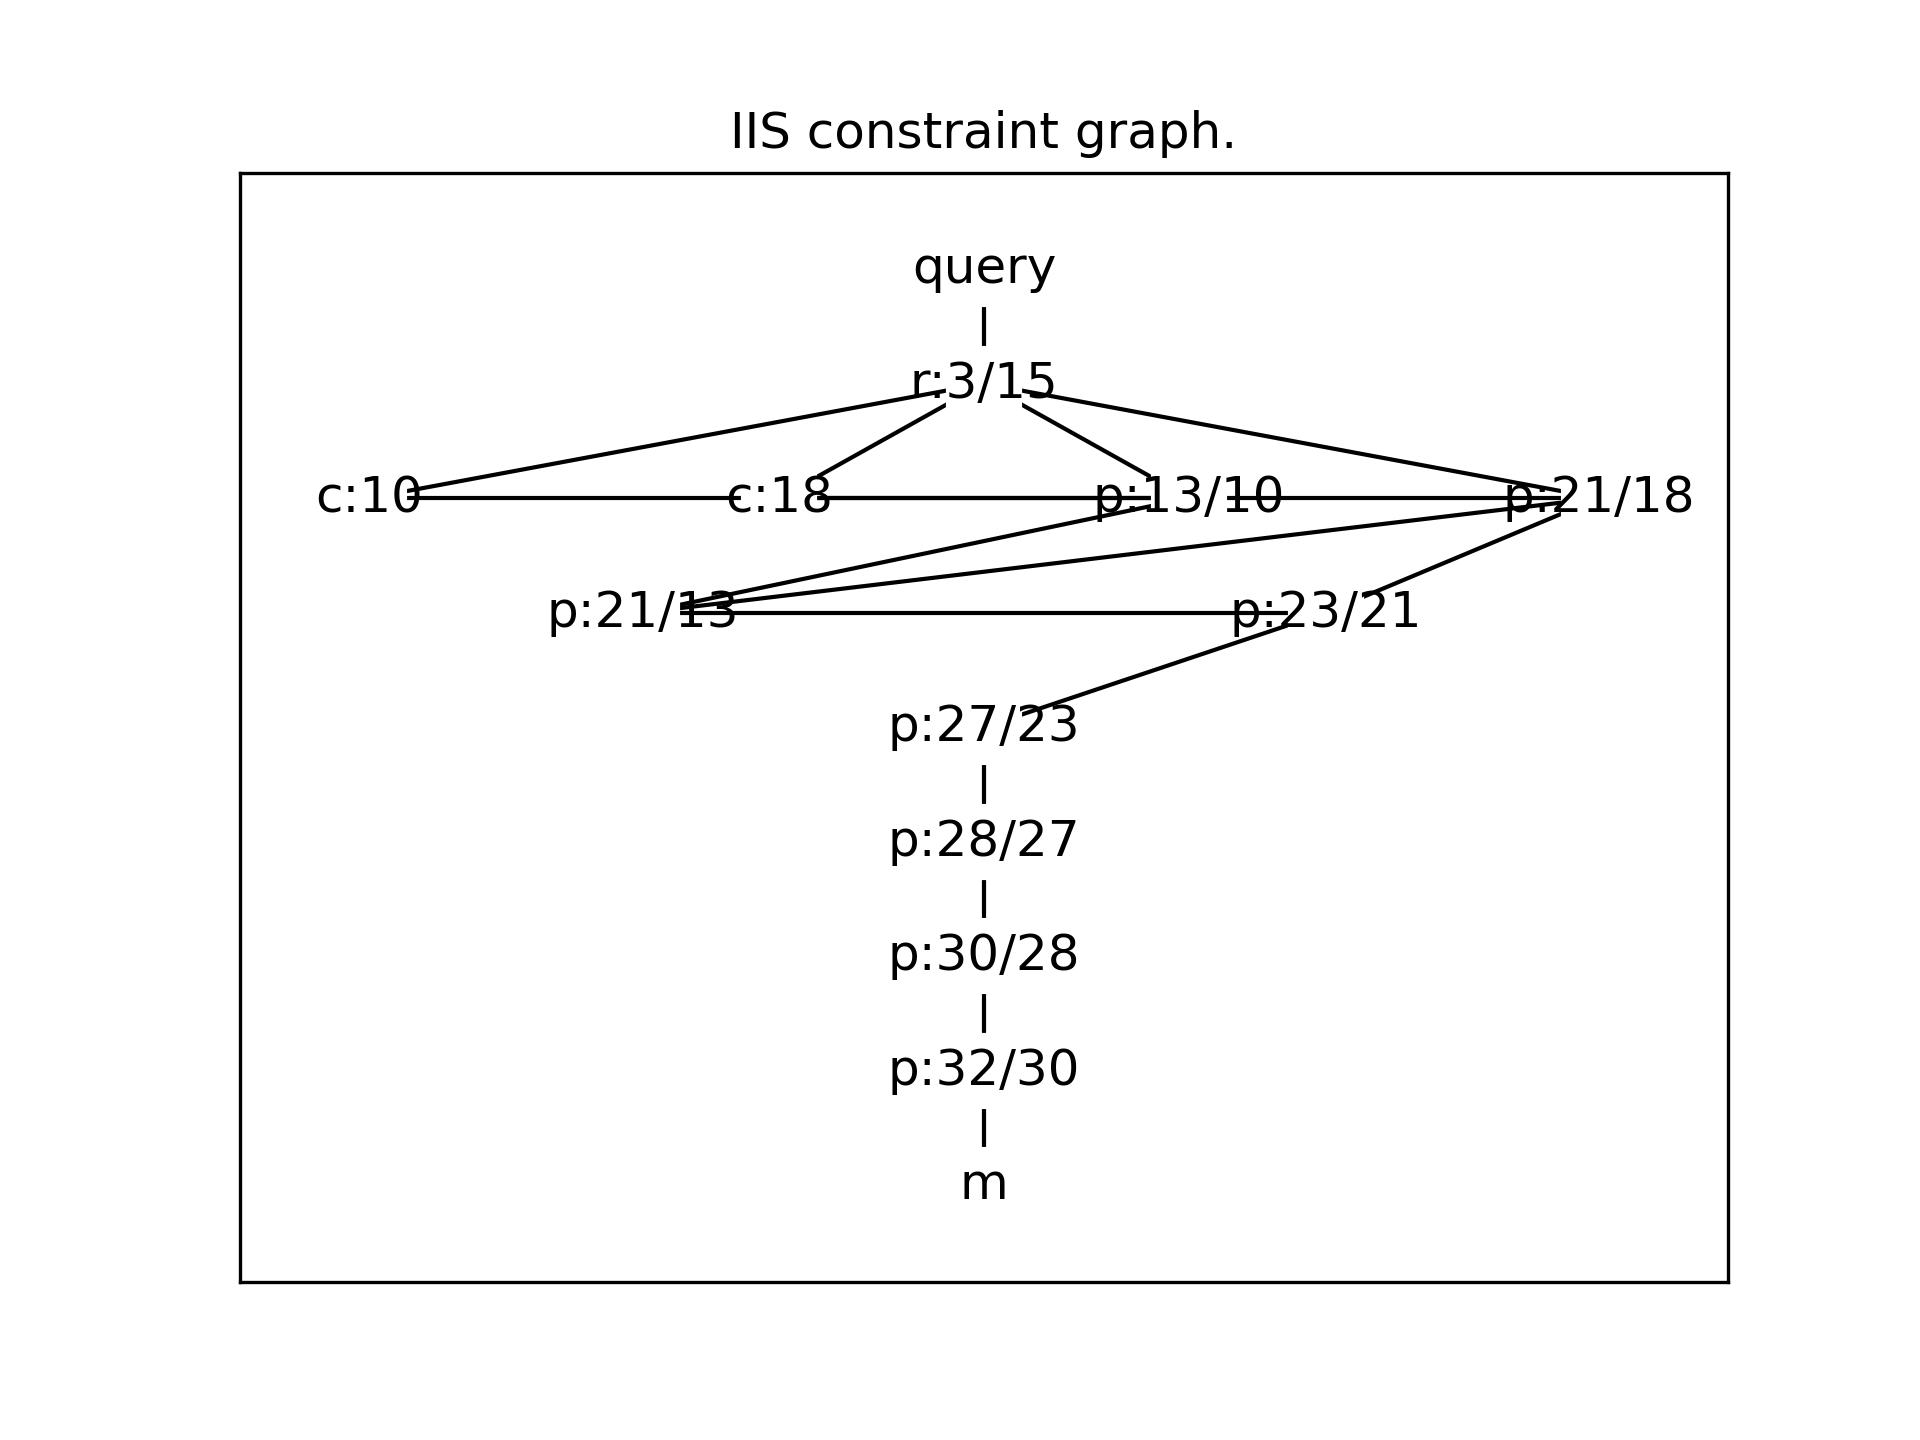 IIS constraint graph.
query
r:3/15
c:10 c:18 p:13/10 p:21/18
p:21/13 p:23/21
p:27/23
p:28/27
p:30/28
p:32/30
m